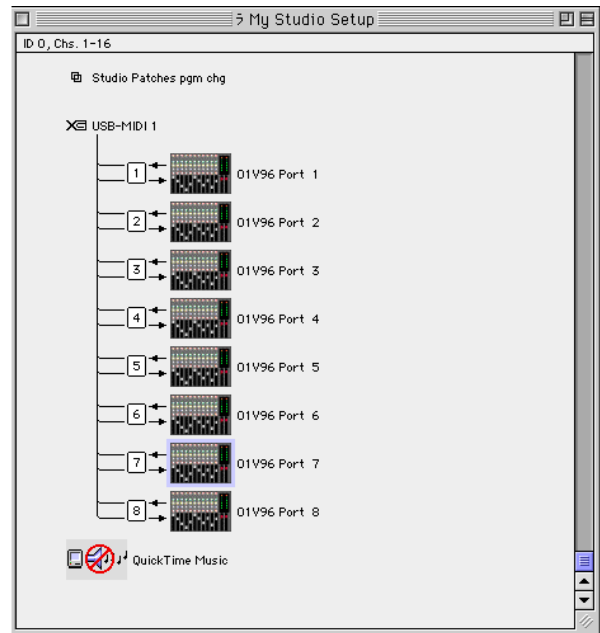 My Studio Setup
ID 0, Chs. 1-16
Studio Patches pgm chg
USB-MIDI 1
1 01V96 Port 1
2 01V96 Port 2
3 01V96 Port 3
4 01V96 Port 4
5 01V96 Port 5
6 01V96 Port 6
7 01V96 Port 7
8 01V96 Port 8
QuickTime Music